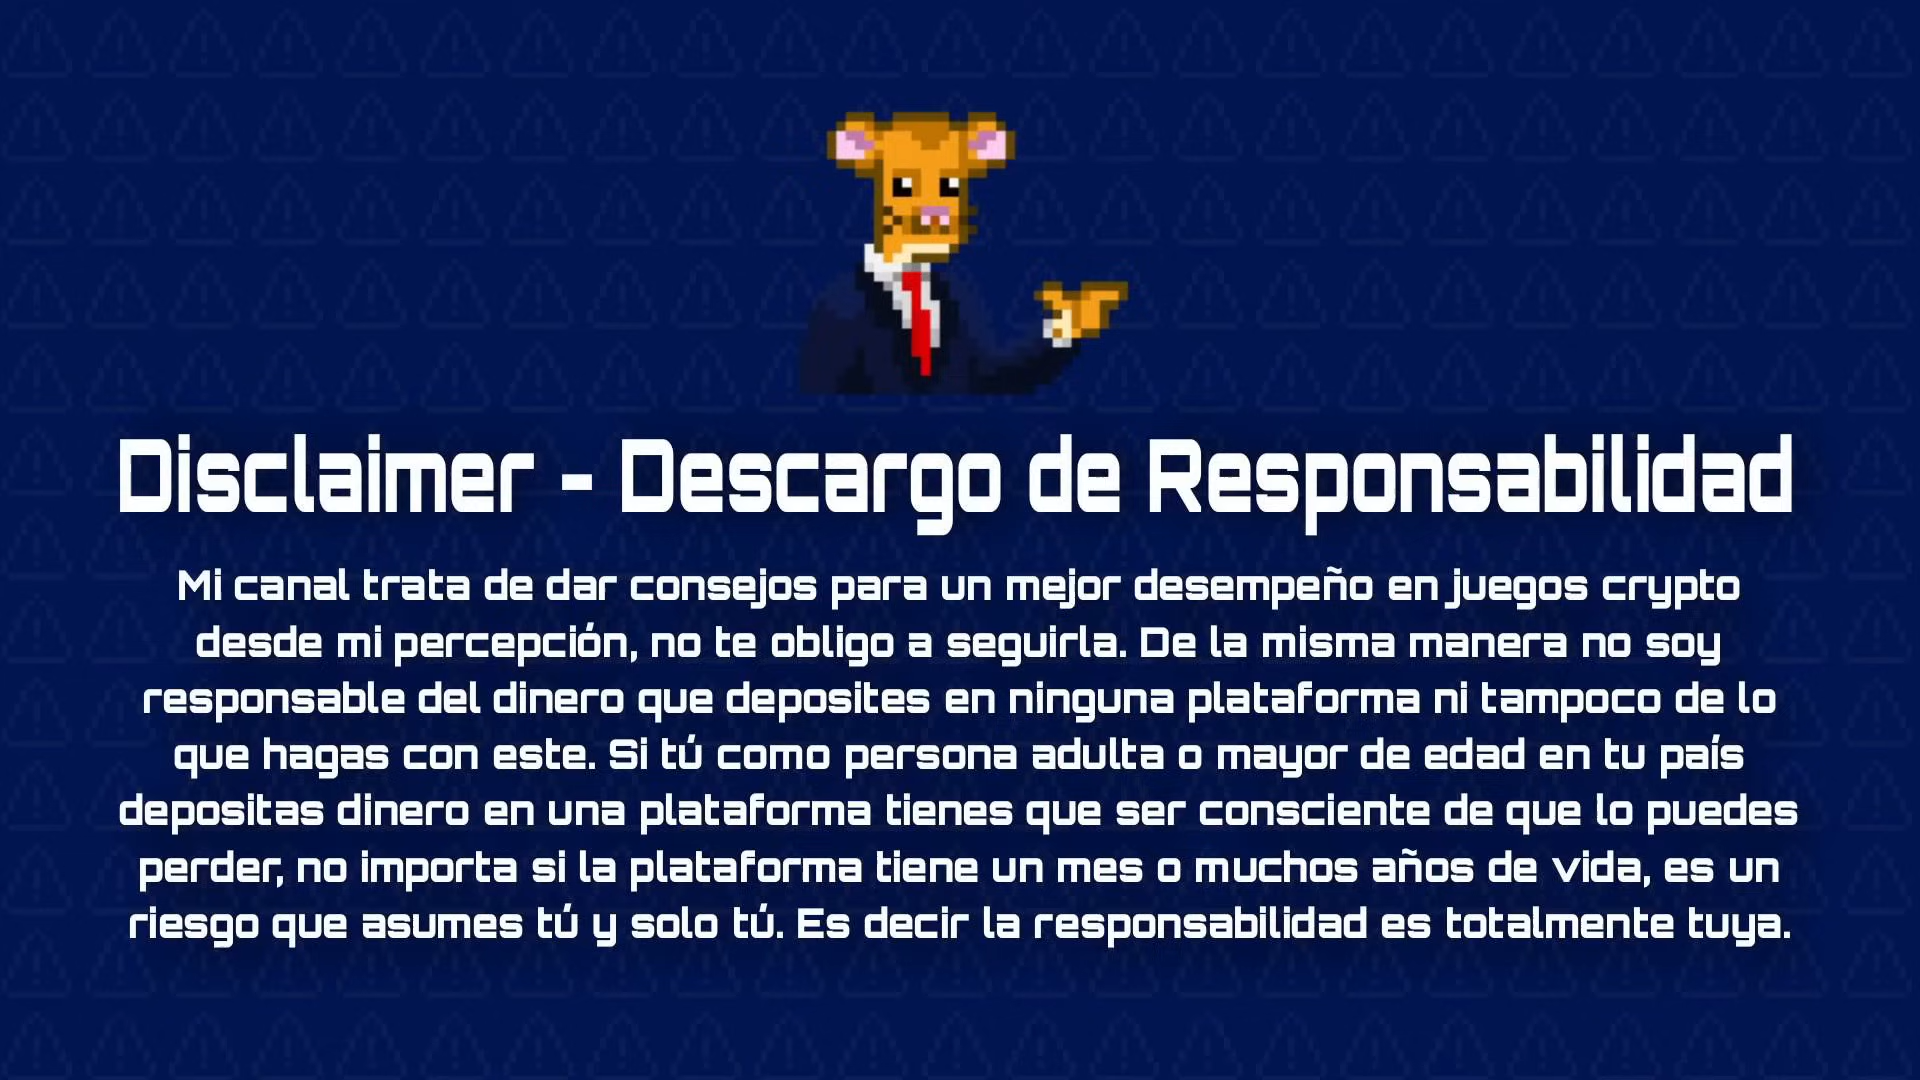 Disclaimer - Descargo de Responsabilidad
Mi canal trata de dar consejos para un mejor desempeño en juegos crypto
desde mi percepción, no te obligo a seguirla. De la misma manera no soy
responsable del dinero que deposites en ninguna plataforma ni tampoco de lo
que hagas con este. Si tú como persona adulta o mayor de edad en tu país
depositas dinero en una plataforma tienes que ser consciente de que lo puedes
perder, no importa si la plataforma tiene un mes o muchos años de vida, es un
riesgo que asumes tú y solo tú. Es decir la responsabilidad es totalmente tuya.